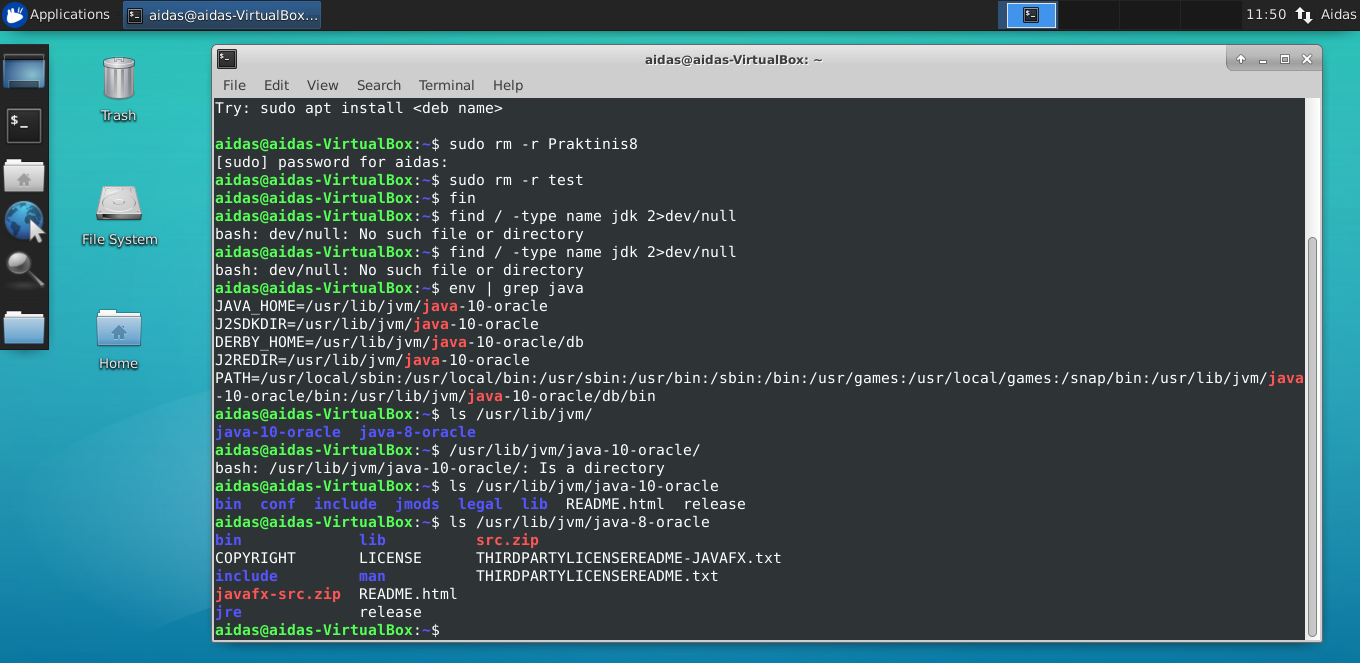 Applications
aidas@aidas-VirtualBox...
11:50
Aidas
Trash
File System
Home
aidas@aidas-VirtualBox: ~
File Edit View Search Terminal Help
Try: sudo apt install <deb name>
aidas@aidas-VirtualBox:~$ sudo rm -r Praktinis8
[sudo] password for aidas:
aidas@aidas-VirtualBox:~$ sudo rm -r test
aidas@aidas-VirtualBox:~$ fin
aidas@aidas-VirtualBox:~$ find / -type name jdk 2>dev/null
bash: dev/null: No such file or directory
aidas@aidas-VirtualBox:~$ find / -type name jdk 2>dev/null
bash: dev/null: No such file or directory
aidas@aidas-VirtualBox:~$ env | grep java
JAVA_HOME=/usr/lib/jvm/java-10-oracle
J2SDKDIR=/usr/lib/jvm/java-10-oracle
DERBY_HOME=/usr/lib/jvm/java-10-oracle/db
J2REDIR=/usr/lib/jvm/java-10-oracle
PATH=/usr/local/sbin:/usr/local/bin:/usr/sbin:/usr/bin:/sbin:/bin:/usr/games:/usr/local/games:/snap/bin:/usr/lib/jvm/java
-10-oracle/bin:/usr/lib/jvm/java-10-oracle/db/bin
aidas@aidas-VirtualBox:~$ ls /usr/lib/jvm/
java-10-oracle  java-8-oracle
aidas@aidas-VirtualBox:~$ /usr/lib/jvm/java-10-oracle/
bash: /usr/lib/jvm/java-10-oracle/: Is a directory
aidas@aidas-VirtualBox:~$ ls /usr/lib/jvm/java-10-oracle
bin  conf  include  jmods  legal  lib  README.html  release
aidas@aidas-VirtualBox:~$ ls /usr/lib/jvm/java-8-oracle
bin             lib          src.zip
COPYRIGHT       LICENSE      THIRDPARTYLICENSEREADME-JAVAFX.txt
include         man          THIRDPARTYLICENSEREADME.txt
javafx-src.zip  README.html
jre             release
aidas@aidas-VirtualBox:~$